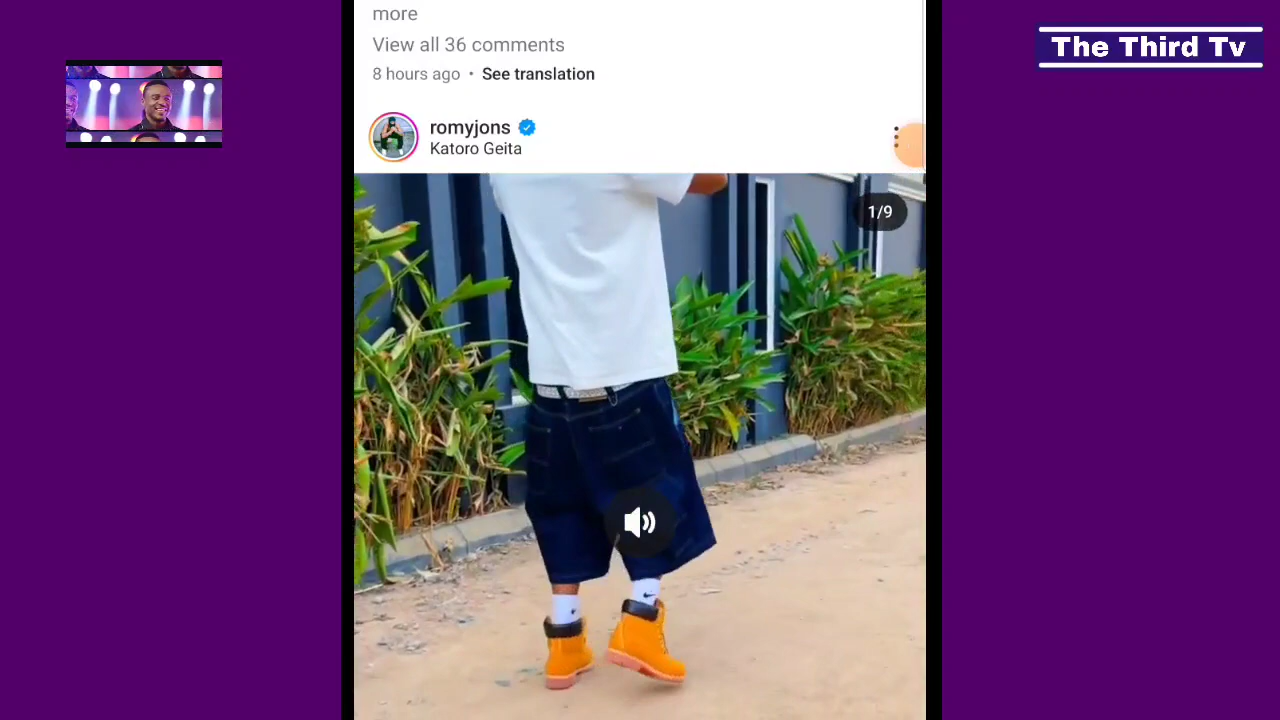 more
View all 36 comments
8 hours ago • See translation
The Third Tv
romyjons
Katoro Geita
1/9